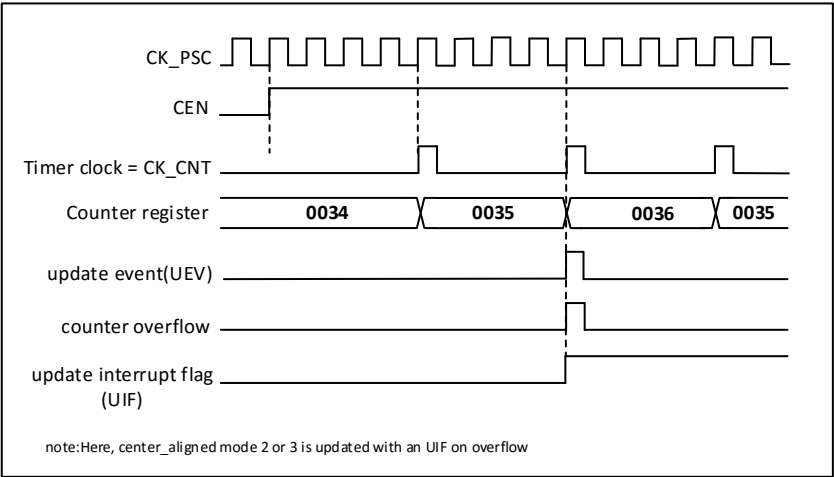 CK_PSC
CEN
Timer clock = CK_CNT
Counter register 0034 0035 0036 0035
update event(UEV)
counter overflow
update interrupt flag
(UIF)
note:Here, center_aligned mode 2 or 3 is updated with an UIF on overflow